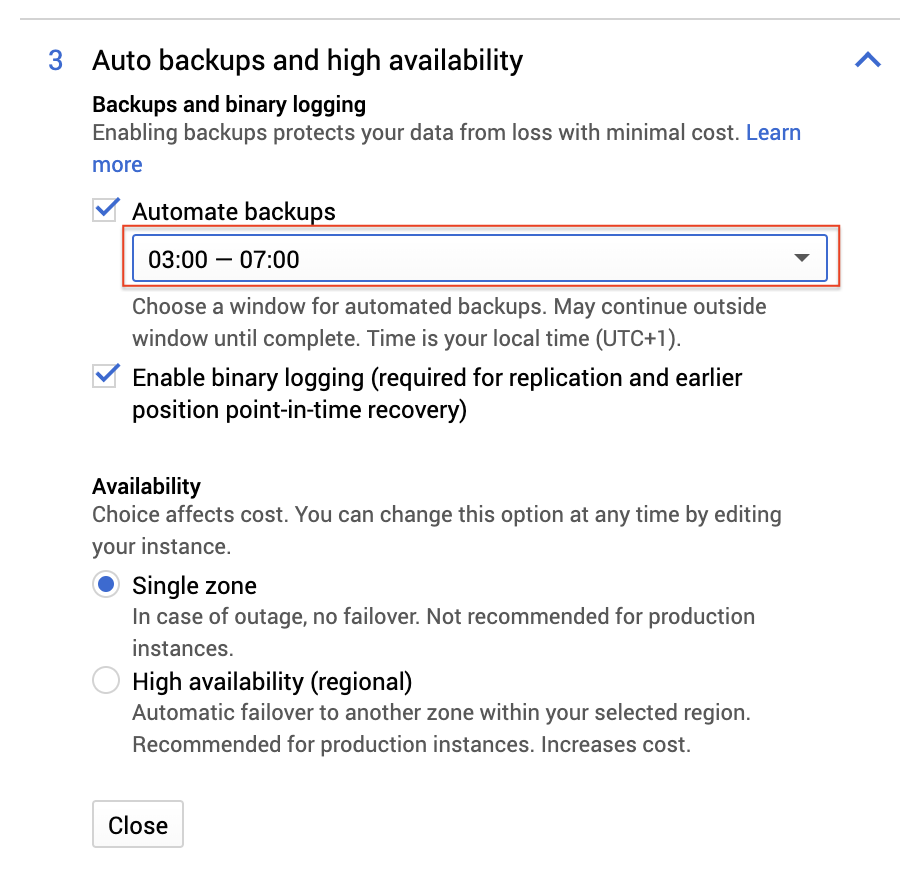 3 Auto backups and high availability
Backups and binary logging
Enabling backups protects your data from loss with minimal cost. Learn
more
Automate backups
03:00 — 07:00
Choose a window for automated backups. May continue outside
window until complete. Time is your local time (UTC+1).
Enable binary logging (required for replication and earlier
position point-in-time recovery)
Availability
Choice affects cost. You can change this option at any time by editing
your instance.
Single zone
In case of outage, no failover. Not recommended for production
instances.
High availability (regional)
Automatic failover to another zone within your selected region.
Recommended for production instances. Increases cost.
Close